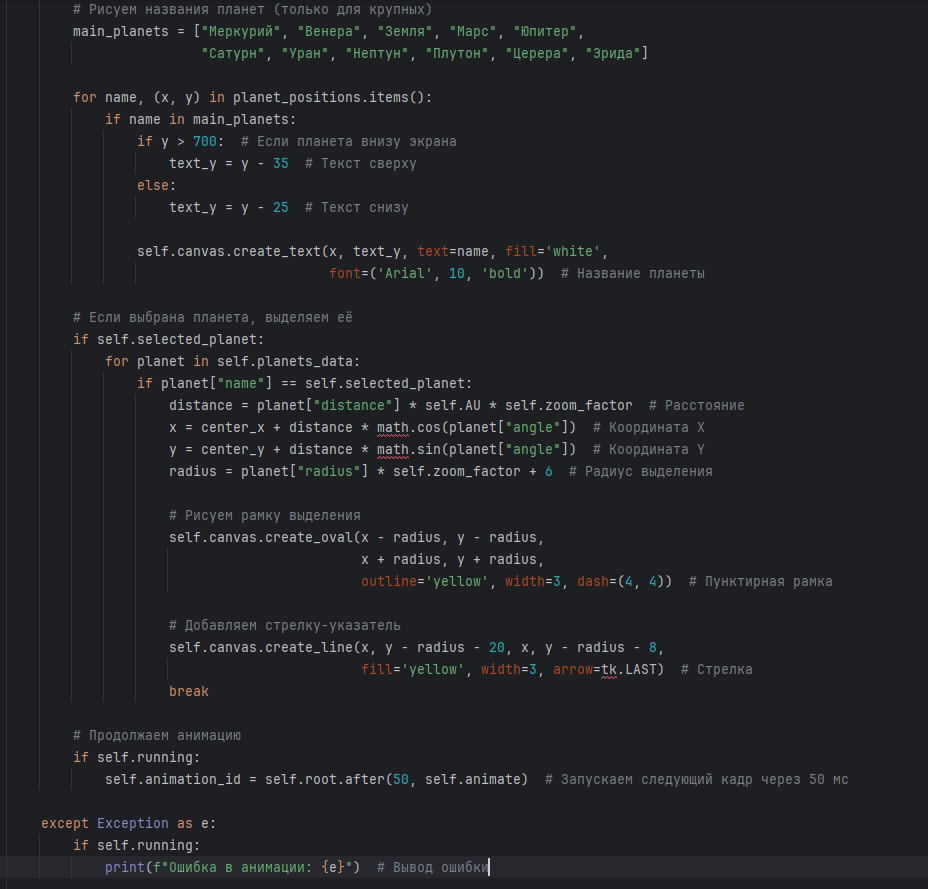 # Рисуем названия планет (только для крупных)
main_planets = ["Меркурий", "Венера", "Земля", "Марс", "Юпитер",
"Сатурн", "Уран", "Нептун", "Плутон", "Церера", "Эрида"]
for name, (x, y) in planet_positions.items():
if name in main_planets:
if y > 700:  # Если планета внизу экрана
text_y = y - 35  # Текст сверху
else:
text_y = y - 25  # Текст снизу
self.canvas.create_text(x, text_y, text=name, fill='white',
font=('Arial', 10, 'bold'))  # Название планеты
# Если выбрана планета, выделяем её
if self.selected_planet:
for planet in self.planets_data:
if planet["name"] == self.selected_planet:
distance = planet["distance"] * self.AU * self.zoom_factor  # Расстояние
x = center_x + distance * math.cos(planet["angle"])  # Координата X
y = center_y + distance * math.sin(planet["angle"])  # Координата Y
radius = planet["radius"] * self.zoom_factor + 6  # Радиус выделения
# Рисуем рамку выделения
self.canvas.create_oval(x - radius, y - radius,
x + radius, y + radius,
outline='yellow', width=3, dash=(4, 4))  # Пунктирная рамка
# Добавляем стрелку-указатель
self.canvas.create_line(x, y - radius - 20, x, y - radius - 8,
fill='yellow', width=3, arrow=tk.LAST)  # Стрелка
break
# Продолжаем анимацию
if self.running:
self.animation_id = self.root.after(50, self.animate)  # Запускаем следующий кадр через 50 мс
except Exception as e:
if self.running:
print(f"Ошибка в анимации: {e}")  # Вывод ошибки